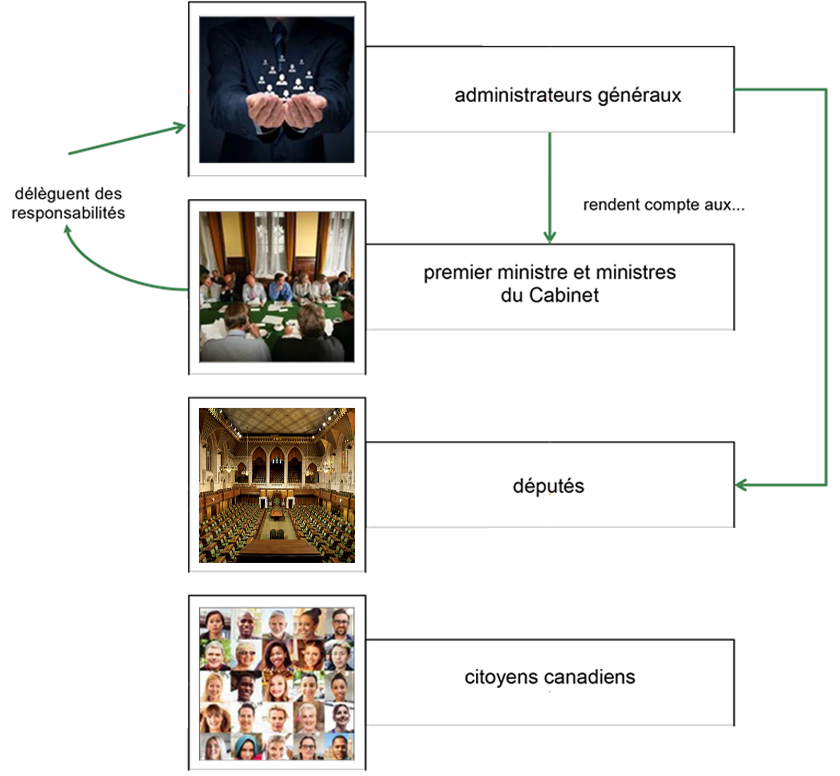 administrateurs généraux
délèguent des
responsabilités
rendent compte aux...
premier ministre et ministres
du Cabinet
députés
citoyens canadiens